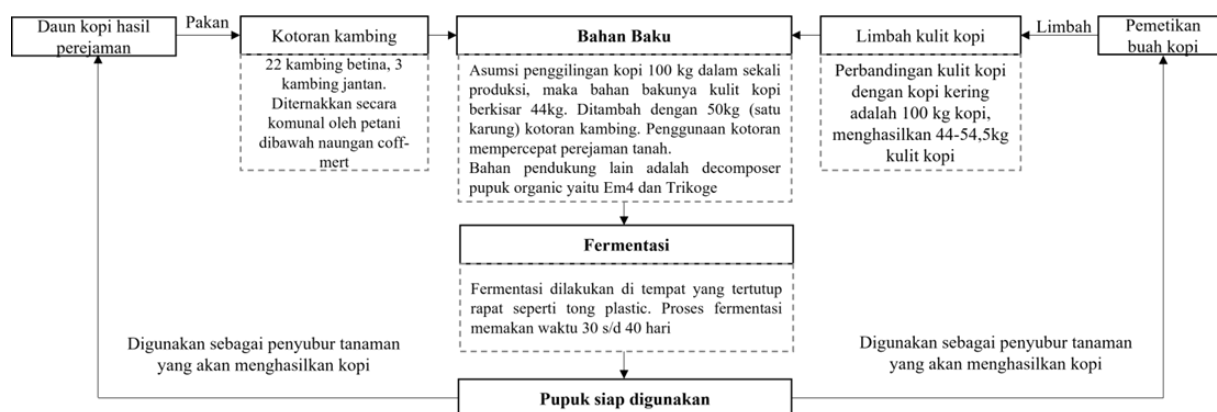 Daun kopi hasil
perejaman
Pakan
Kotoran kambing
22 kambing betina, 3
kambing jantan.
Diternakkan secara
komunal oleh petani
dibawah naungan coff-
mert
Bahan Baku
Asumsi penggilingan kopi 100 kg dalam sekali
produksi, maka bahan bakunya kulit kopi
berkisar 44kg. Ditambah dengan 50kg (satu
karung) kotoran kambing. Penggunaan kotoran
mempercepat perejaman tanah.
Bahan pendukung lain adalah decomposer
pupuk organic yaitu Em4 dan Trikoge
Limbah kulit kopi
Perbandingan kulit kopi
dengan kopi kering
adalah 100 kg kopi,
menghasilkan 44-54,5kg
kulit kopi
Limbah
Pemetikan
buah kopi
Fermentasi
Fermentasi dilakukan di tempat yang tertutup
rapat seperti tong plastic. Proses fermentasi
memakan waktu 30 s/d 40 hari
Digunakan sebagai penyubur tanaman
yang akan menghasilkan kopi
Digunakan sebagai penyubur tanaman
yang akan menghasilkan kopi
Pupuk siap digunakan